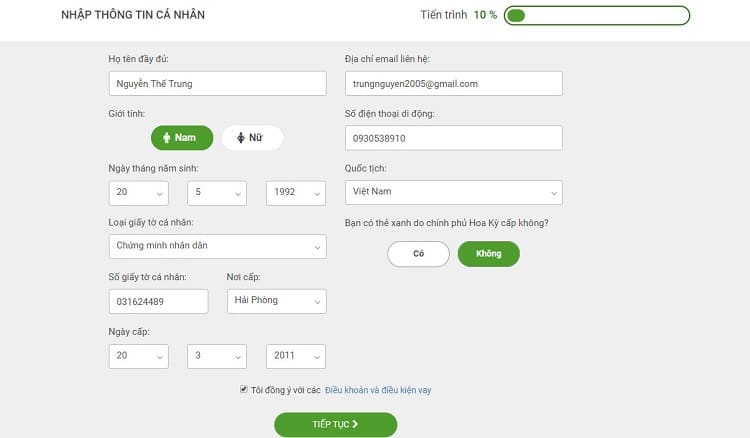 NHẬP THÔNG TIN CÁ NHÂN
Tiến trình 10 %
Họ tên đầy đủ:
Nguyễn Thế Trung
Địa chỉ email liên hệ:
trungnguyen2005@gmail.com
Giới tính:
Nam
Nữ
Số điện thoại di động:
0930538910
Ngày tháng năm sinh:
20
5
1992
Quốc tịch:
Việt Nam
Loại giấy tờ cá nhân:
Chứng minh nhân dân
Bạn có thẻ xanh do chính phủ Hoa Kỳ cấp không?
Có
Không
Số giấy tờ cá nhân:
031624489
Nơi cấp:
Hải Phòng
Ngày cấp:
20
3
2011
Tôi đồng ý với các Điều khoản và điều kiện vay
TIẾP TỤC